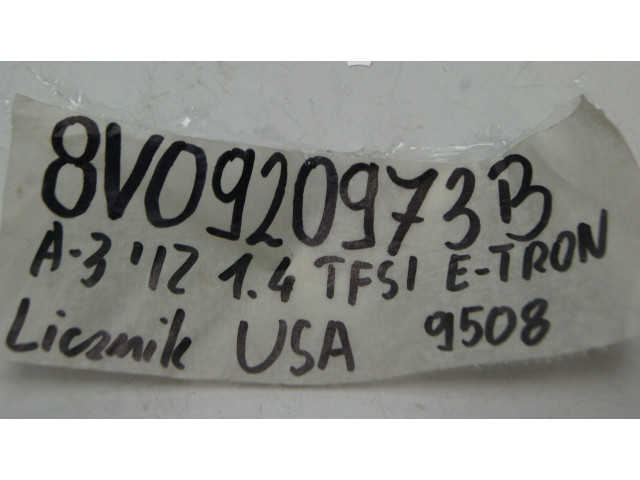 8V0920973B
A-3 '12 1.4 TFSI E-TRON
Licznik USA 9508